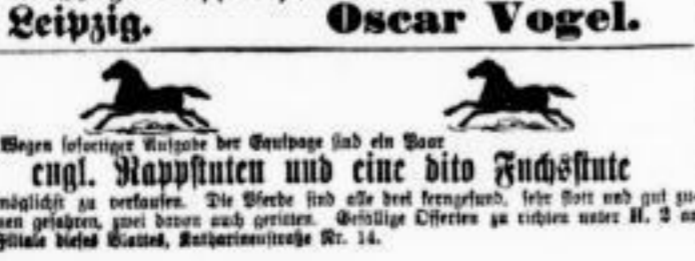 Leipzig. Oscar Vogel.
Wegen sofortiger Aufgabe der Equipage sind ein Paar
engl. Rappstuten und eine dito Fuchsstute
möglichst zu verkaufen. Die Pferde sind alle drei kerngesund, sehr flott und gut zu-
gefahren, zwei davon auch geritten. Gefällige Offerten zu richten unter H. 2 an
Filiale dieses Blattes, Katharinenstraße Nr. 14.